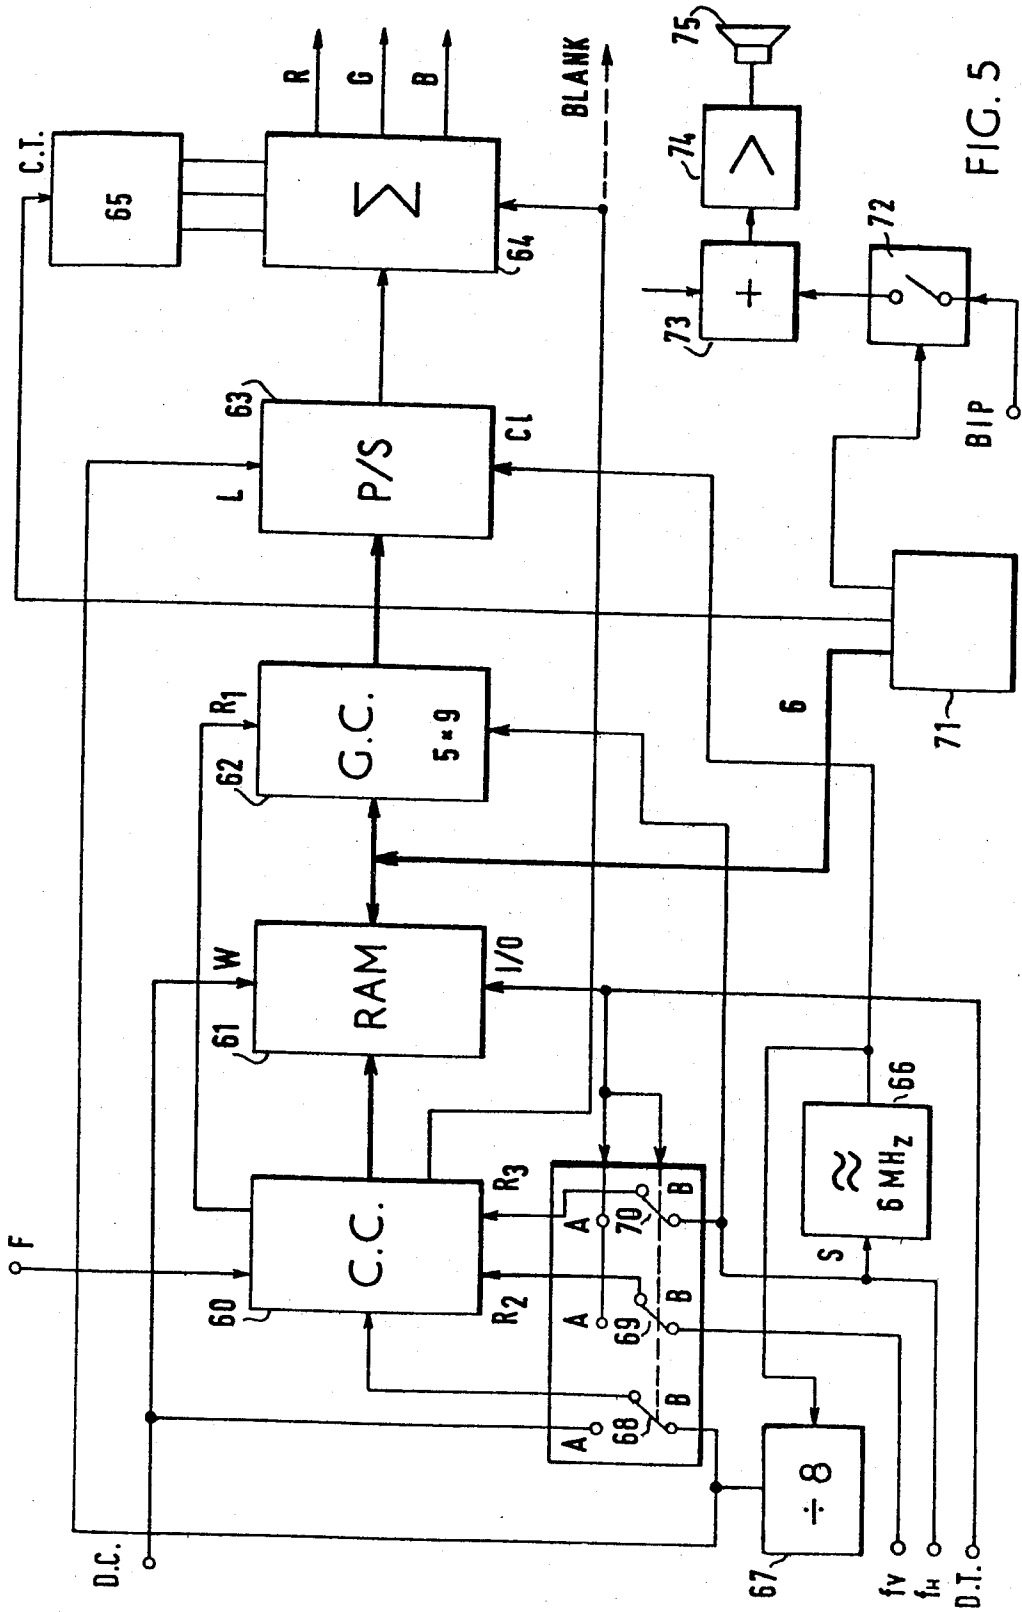 C.T.
65
R
G
B
BLANK
Σ
64
63
L
P/S
Cl
R1
62
G.C.
5×9
W
61
RAM
I/O
F
60
C.C.
R2
R3
D.C.
A
68
B
A
69
B
A
70
B
S
6 MHz
66
÷8
67
fV
fH
D.T.
6
71
BIP
72
+
73
74
75
FIG. 5